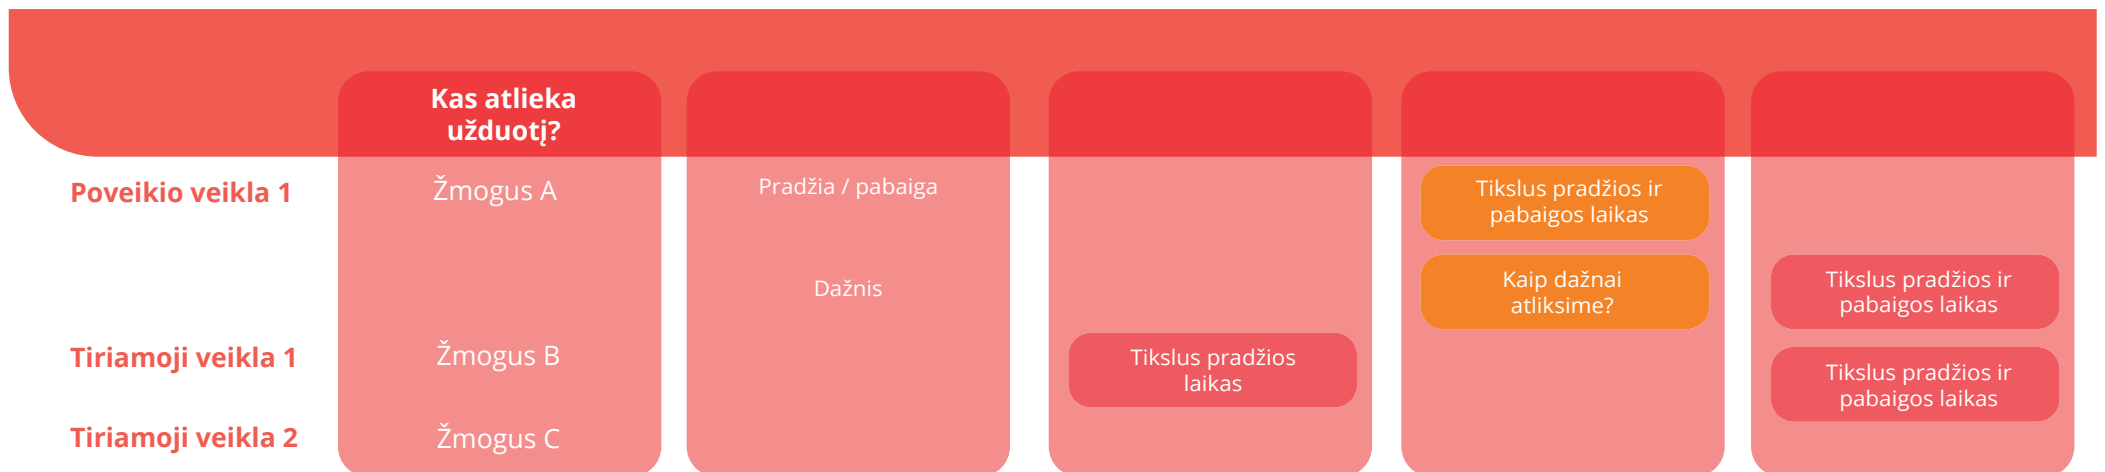 Kas atlieka
užduotį?
Poveikio veikla 1
Žmogus A
Pradžia / pabaiga
Tikslus pradžios ir
pabaigos laikas
Dažnis
Kaip dažnai
atliksime?
Tikslus pradžios ir
pabaigos laikas
Tiriamoji veikla 1
Žmogus B
Tikslus pradžios
laikas
Tikslus pradžios ir
pabaigos laikas
Tiriamoji veikla 2
Žmogus C